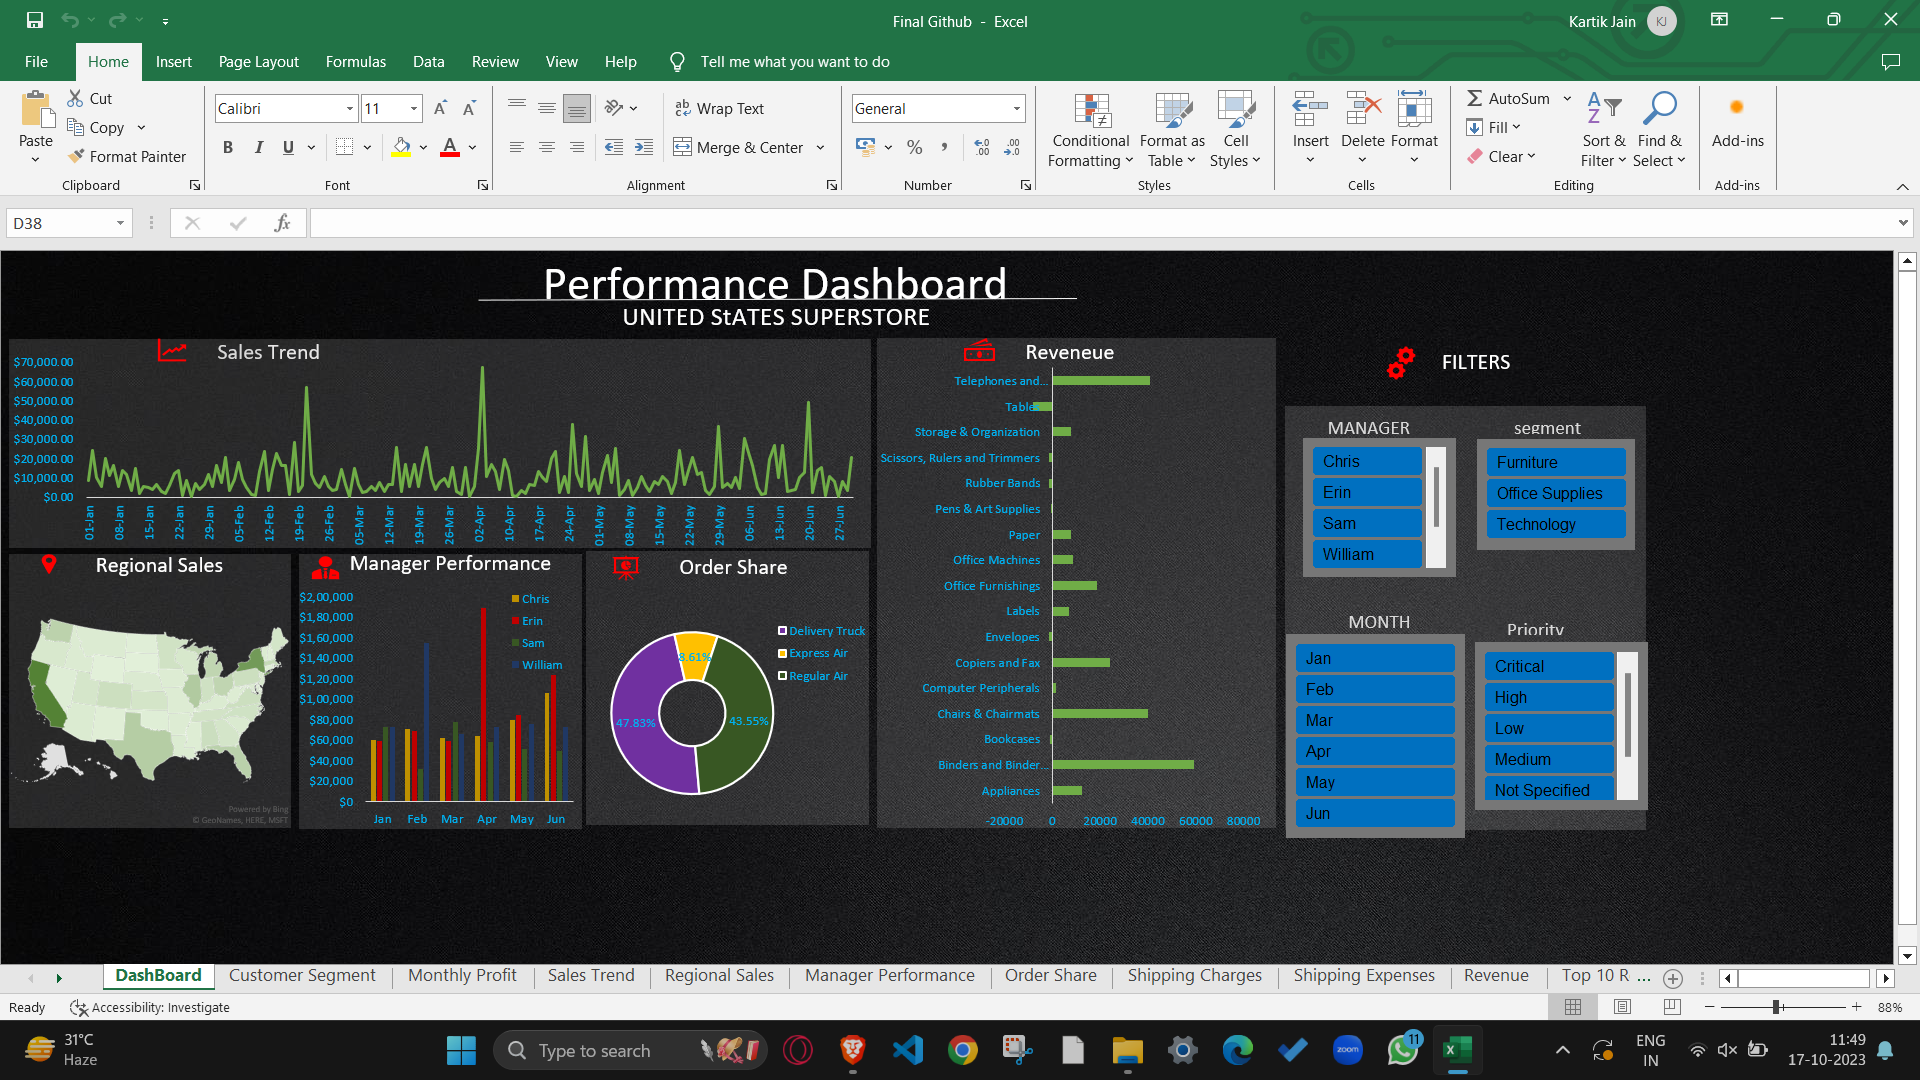 Final Github - Excel
Kartik Jain
KJ
File
Home
Insert
Page Layout
Formulas
Data
Review
View
Help
Tell me what you want to do
Paste
Cut
Copy
Format Painter
Clipboard
Calibri
11
B I U
A
Font
Wrap Text
Merge & Center
Alignment
General
%
Number
Conditional
Formatting
Format as
Table
Cell
Styles
Styles
Insert
Delete
Format
Cells
AutoSum
Fill
Clear
Sort &
Filter
Find &
Select
Editing
Add-ins
Add-ins
D38
fx
Performance Dashboard
UNITED StATES SUPERSTORE
Sales Trend
$70,000.00
$60,000.00
$50,000.00
$40,000.00
$30,000.00
$20,000.00
$10,000.00
$0.00
01-Jan
08-Jan
15-Jan
22-Jan
29-Jan
05-Feb
12-Feb
19-Feb
26-Feb
05-Mar
12-Mar
19-Mar
26-Mar
02-Apr
10-Apr
17-Apr
24-Apr
01-May
08-May
15-May
22-May
29-May
06-Jun
13-Jun
20-Jun
27-Jun
Regional Sales
Powered by Bing
© GeoNames, HERE, MSFT
Manager Performance
$2,00,000
$1,80,000
$1,60,000
$1,40,000
$1,20,000
$1,00,000
$80,000
$60,000
$40,000
$20,000
$0
Chris
Erin
Sam
William
Jan
Feb
Mar
Apr
May
Jun
Order Share
Delivery Truck
Express Air
Regular Air
8.61%
47.83%
43.55%
Reveneue
Telephones and...
Tables
Storage & Organization
Scissors, Rulers and Trimmers
Rubber Bands
Pens & Art Supplies
Paper
Office Machines
Office Furnishings
Labels
Envelopes
Copiers and Fax
Computer Peripherals
Chairs & Chairmats
Bookcases
Binders and Binder...
Appliances
-20000
0
20000
40000
60000
80000
FILTERS
MANAGER
Chris
Erin
Sam
William
segment
Furniture
Office Supplies
Technology
MONTH
Jan
Feb
Mar
Apr
May
Jun
Priority
Critical
High
Low
Medium
Not Specified
DashBoard
Customer Segment
Monthly Profit
Sales Trend
Regional Sales
Manager Performance
Order Share
Shipping Charges
Shipping Expenses
Revenue
Top 10 R ...
Ready
Accessibility: Investigate
88%
31°C
Haze
Type to search
zoom
11
ENG
IN
11:49
17-10-2023